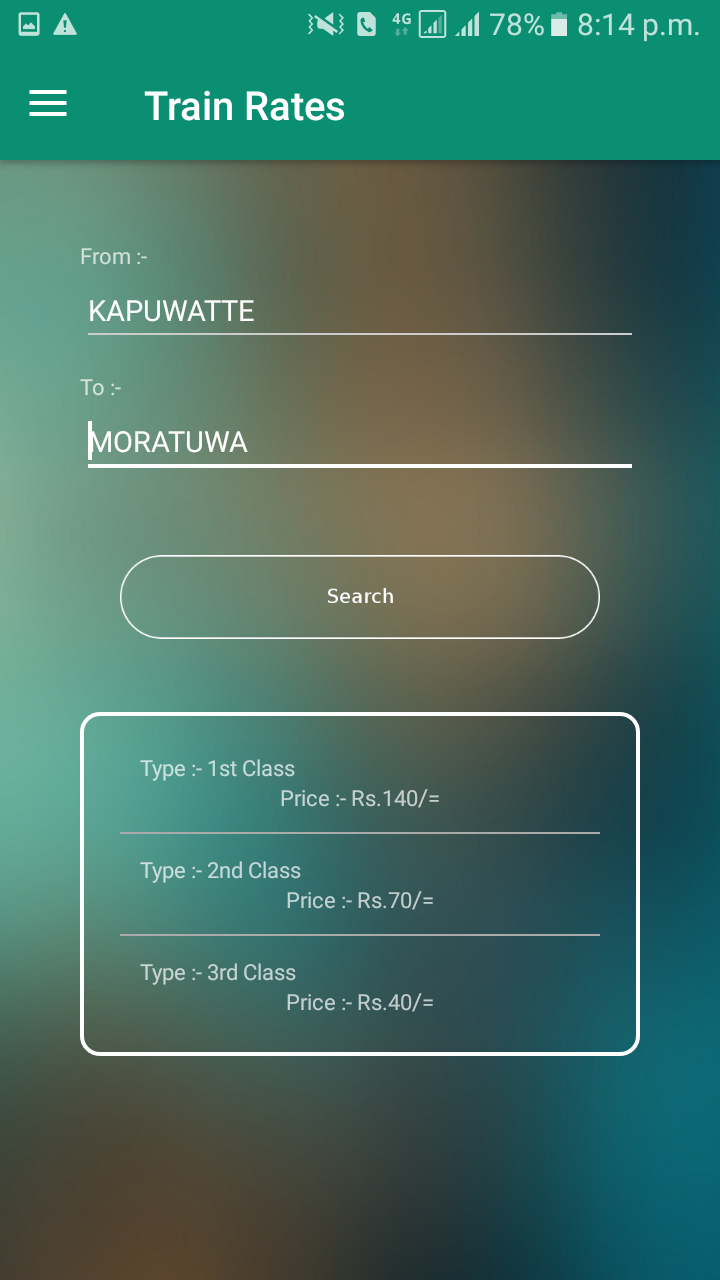 4G 78% 8:14 p.m.
Train Rates
From :-
KAPUWATTE
To :-
MORATUWA
Search
Type :- 1st Class
Price :- Rs.140/=
Type :- 2nd Class
Price :- Rs.70/=
Type :- 3rd Class
Price :- Rs.40/=